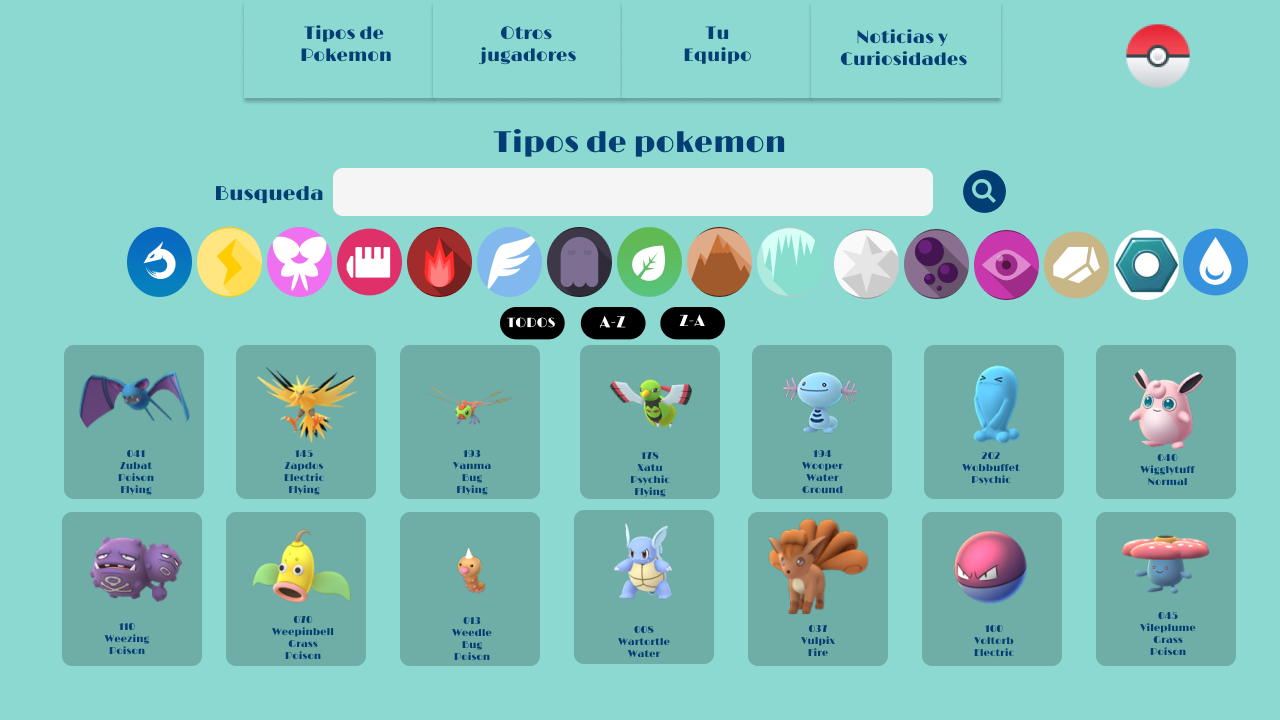 Tipos de
Pokemon
Otros
jugadores
Tu
Equipo
Noticias y
Curiosidades
Tipos de pokemon
Busqueda
TODOS
A-Z
Z-A
041
Zubat
Poison
Flying
145
Zapdos
Electric
Flying
193
Yanma
Bug
Flying
178
Xatu
Psychic
Flying
194
Wooper
Water
Ground
202
Wobbuffet
Psychic
040
Wigglytuff
Normal
110
Weezing
Poison
070
Weepinbell
Grass
Poison
013
Weedle
Bug
Poison
008
Wartortle
Water
037
Vulpix
Fire
100
Voltorb
Electric
045
Vileplume
Grass
Poison